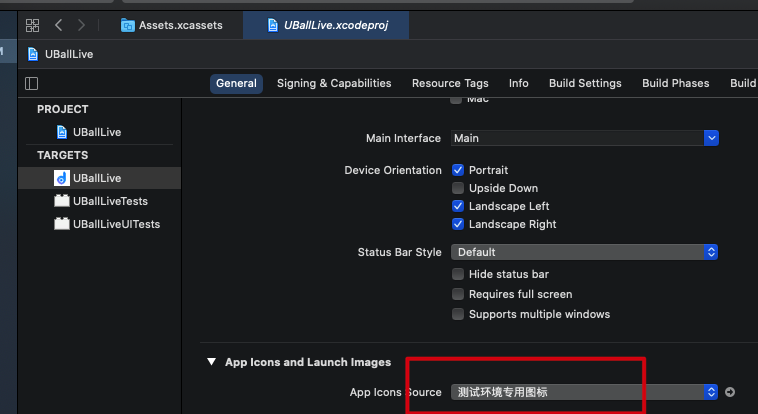 Assets.xcassets
UBallLive.xcodeproj
M
UBallLive
General
Signing & Capabilities
Resource Tags
Info
Build Settings
Build Phases
Build
PROJECT
UBallLive
TARGETS
UBallLive
UBallLiveTests
UBallLiveUITests
Mac
Main Interface
Main
Device Orientation
Portrait
Upside Down
Landscape Left
Landscape Right
Status Bar Style
Default
Hide status bar
Requires full screen
Supports multiple windows
App Icons and Launch Images
App Icons Source
测试环境专用图标